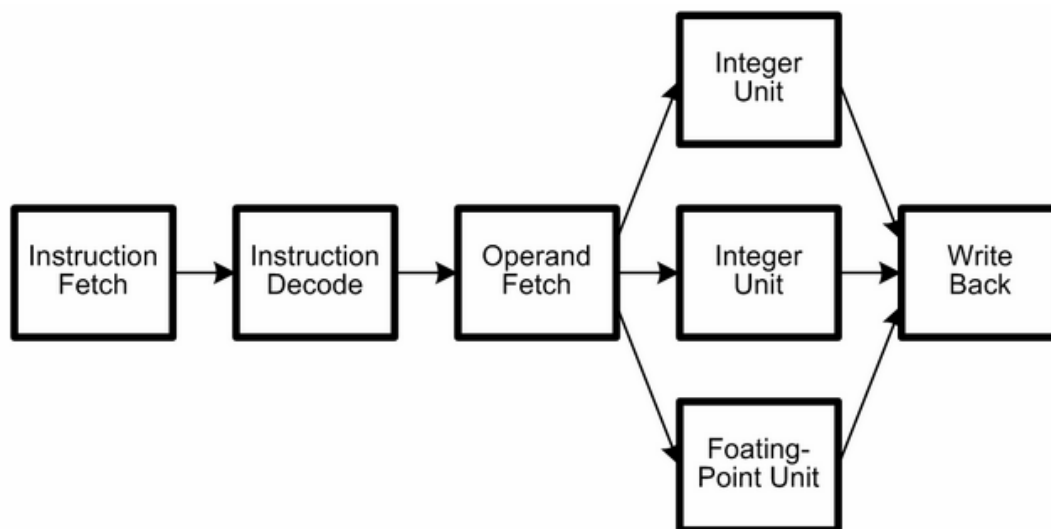 Integer
Unit
Instruction
Fetch
Instruction
Decode
Operand
Fetch
Integer
Unit
Write
Back
Foating-
Point Unit